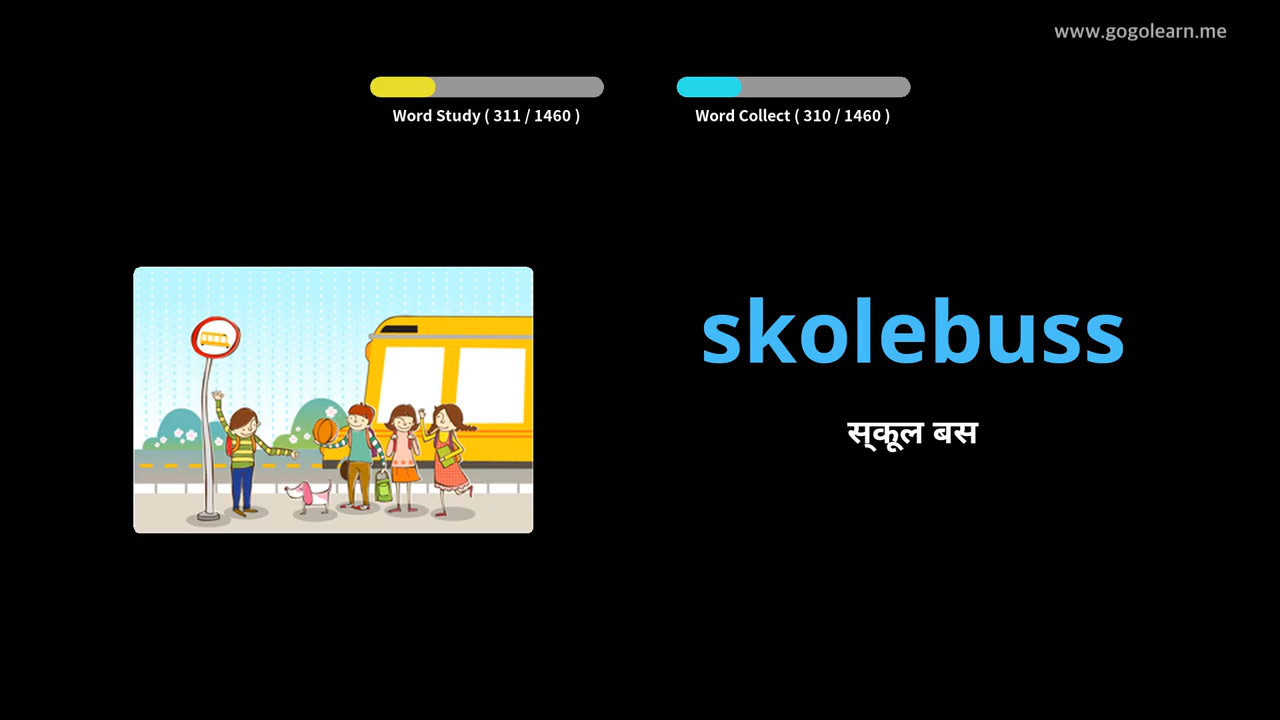 www.gogolearn.me
Word Study ( 311 / 1460 )
Word Collect ( 310 / 1460 )
skolebuss
स्कूल बस